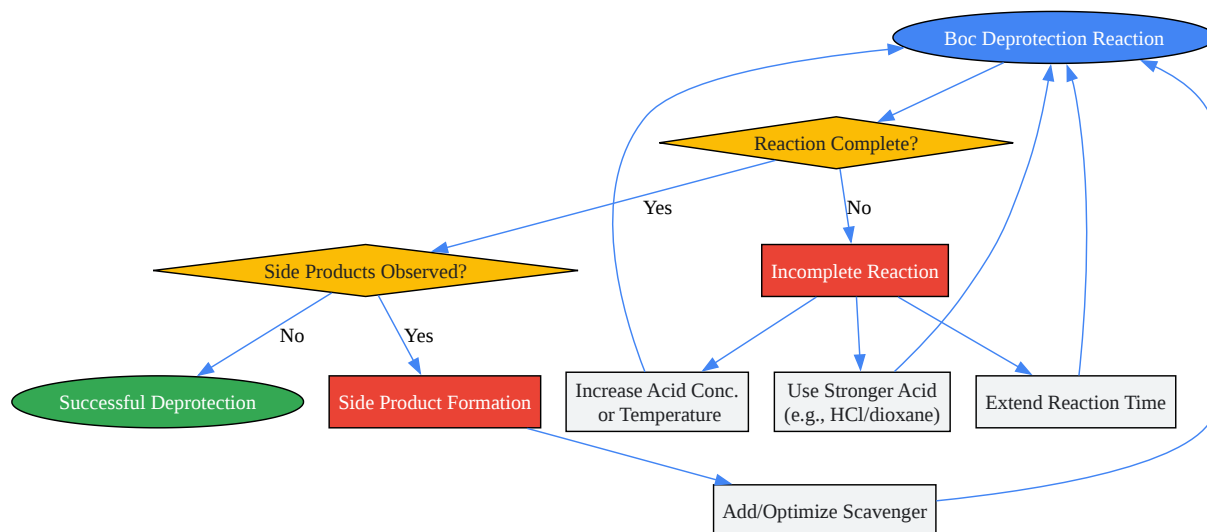 Boc Deprotection Reaction
Reaction Complete?
Yes
No
Side Products Observed?
Incomplete Reaction
No
Yes
Successful Deprotection
Side Product Formation
Increase Acid Conc.
or Temperature
Use Stronger Acid
(e.g., HCl/dioxane)
Extend Reaction Time
Add/Optimize Scavenger